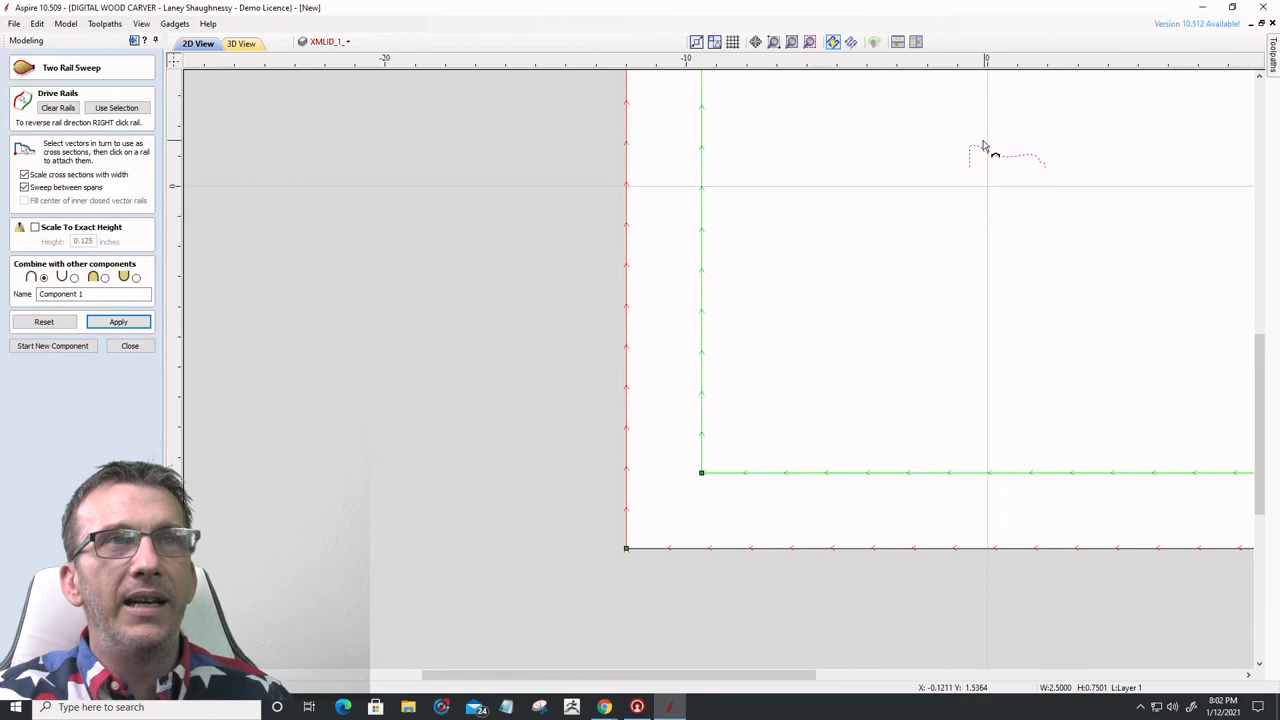 Aspire 10.509 - {DIGITAL WOOD CARVER - Laney Shaughnessy - Demo Licence} - [New]
File Edit Model Toolpaths View Gadgets Help
Version 10.512 Available!
Modeling
2D View
3D View
XMLID_1_
Toolpaths
-20
-10
0
0
Two Rail Sweep
Drive Rails
Clear Rails
Use Selection
To reverse rail direction RIGHT click rail.
Select vectors in turn to use as
cross sections, then click on a rail
to attach them.
Scale cross sections with width
Sweep between spans
Fill center of inner closed vector rails
Scale To Exact Height
Height: 0.125 inches
Combine with other components
Name Component 1
Reset
Apply
Start New Component
Close
X: -0.1211 Y: 1.5364
W:2.5000 H:0.7501 L:Layer 1
Type here to search
24
8:02 PM
1/12/2021